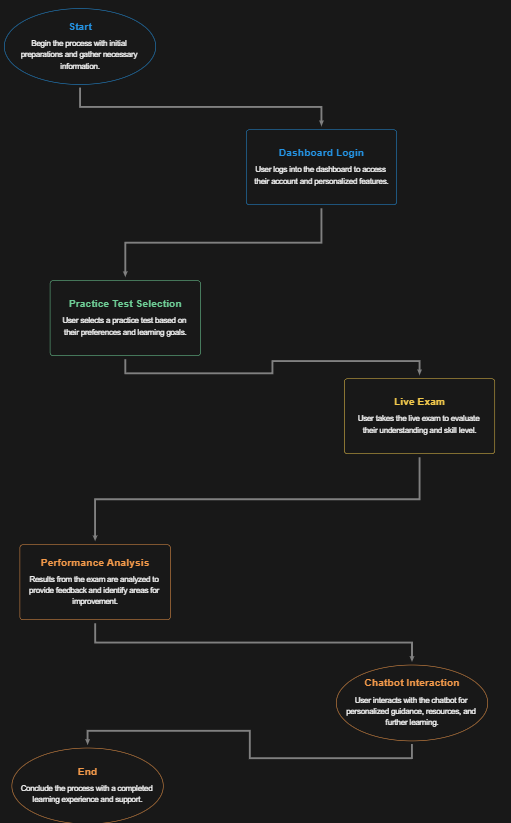 Start
Begin the process with initial
preparations and gather necessary
information.
Dashboard Login
User logs into the dashboard to access
their account and personalized features.
Practice Test Selection
User selects a practice test based on
their preferences and learning goals.
Live Exam
User takes the live exam to evaluate
their understanding and skill level.
Performance Analysis
Results from the exam are analyzed to
provide feedback and identify areas for
improvement.
Chatbot Interaction
User interacts with the chatbot for
personalized guidance, resources, and
further learning.
End
Conclude the process with a completed
learning experience and support.